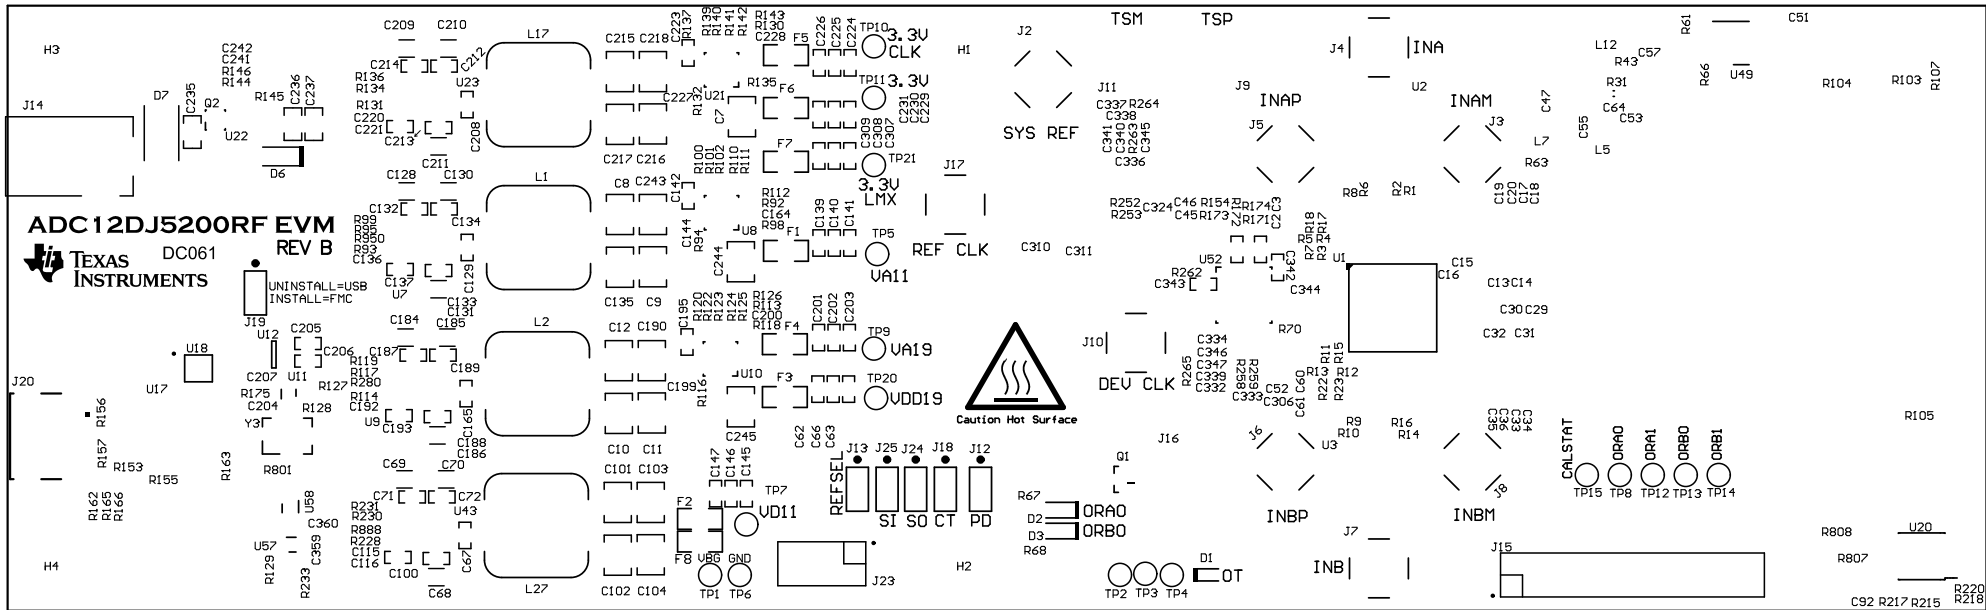 C209 C210 L17 C215 C218 C223 R137 R139 R140 R141 R142 R143 R130 C228 F5 C226 C225 C224 TP10 3.3V CLK
H3 C242 C241 R146 R144 C214 C212 H1 J2 TSM TSP J4 INA R61 C51
L12 C57 R43 R31 R66 U49 R104 R103 R107
J14 D7 C235 Q2 U22 R145 C236 C237 R136 R134 R131 C220 C221 C213 U23 C208 C211
C227 R132 U21 C7 R135 F6 TP11 3.3V C231 C230 C229 J11 C337 R264 C338 SYS REF J9 INAP U2 INAM C47 C64 C53
D6 C217 C216 R100 R101 R102 R110 R111 F7 C309 C308 C307 TP21 3.3V LMX J17 C341 C340 R263 C345 C336 J5 J3 C55 L7 L5 R63
C128 C130 L1 C8 C243 C142 R112 R92 C164 R98 C139 C140 C141
R8 R6 R2 R1 C19 C20 C17 C18
ADC12DJ5200RF EVM
REV B
DC061
TEXAS
INSTRUMENTS
C132 C134 R99 R95 R950 R93 C136 C144 R94 U8 F1 TP5 VA11 REF CLK C310 C311
R252 R253 C324 C46 C45 R154 R173 R172 R174 R171 C3 C2 R18 R17 R5 R4 R7 R3 U1 C15 C16
UNINSTALL=USB
INSTALL=FMC
J19 C137 U7 C129 C133 C131 C135 C9 C244 R262 C343 U52 C342 C344 C13 C14 C30 C29
C184 C185 L2 C12 C190 C195 R120 R122 R123 R124 R125 R126 R113 C200 R118 F4 C201 C202 C203 TP9 VA19
U12 C205 C206 C187 C189 U18 J10 DEV CLK R70 C32 C31
J20 U17 C207 U11 R175 C204 R127 R128 R119 R117 R280 R114 C192 C193 U9 C165 C188 C186
C199 R116 U10 F3 TP20 VDD19
Caution Hot Surface
C334 C346 C347 C339 C332 R265 R258 R259 C333 C52 C306 C90 C91 R11 R15 R13 R12 R22 R23
R156 R157 R153 R155 R162 R165 R166 R163 Y3 R801 C10 C11 C245 C62 C66 C63
J16 J6 U3 R9 R10 R16 R14 C35 C36 C33 C34 R105
C69 C70 C101 C103 C147 C146 C145 REFSEL J13 J25 J24 J18 J12 Q1
CALSTAT ORA0 ORA1 ORB0 ORB1
TP15 TP8 TP12 TP13 TP14
U58 C71 C72 U43 R231 R230 R888 R228 C115 C116 C100 C67 C68
C360 C359 U57 R129 R233
F2 TP7 VD11 SI SO CT PD R67 D2 ORA0 D3 ORB0 R68 INBP INBM J8 J7 INB
H4 L27 C102 C104 F8 VBG GND TP1 TP6 J23 H2 TP2 TP3 TP4 D1 OT J15
R808 U20 R807 R220 R218 C92 R217 R215